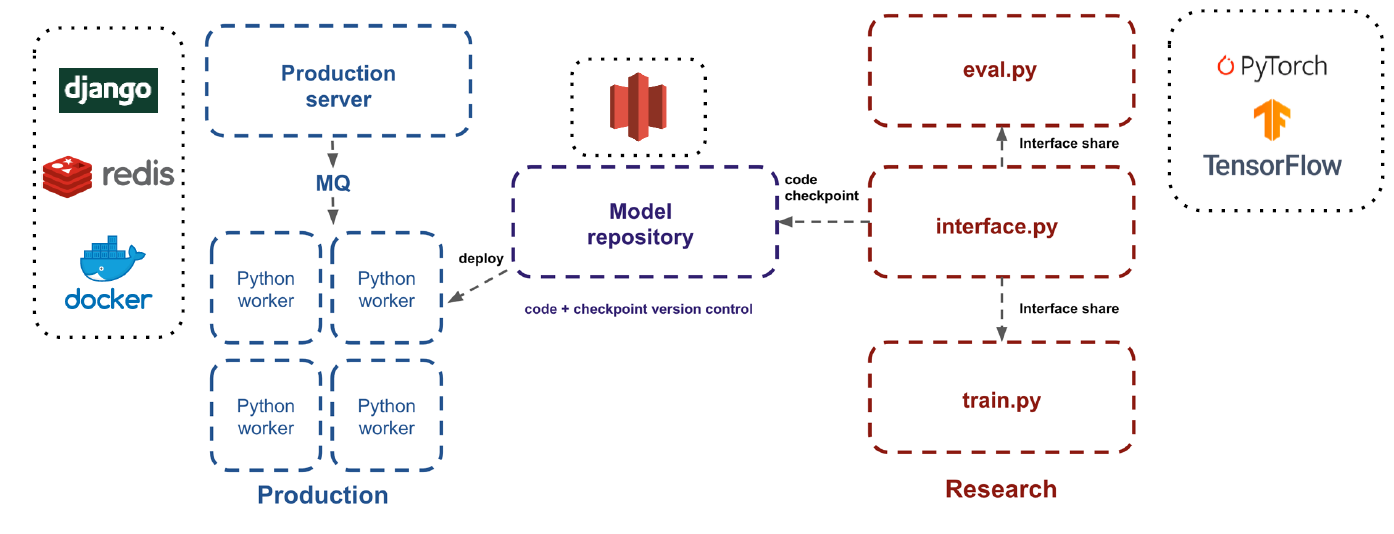 django
redis
docker
Production
server
MQ
Python
worker
Python
worker
Python
worker
Python
worker
Production
deploy
Model
repository
code + checkpoint version control
code
checkpoint
eval.py
Interface share
interface.py
Interface share
train.py
Research
PyTorch
TensorFlow